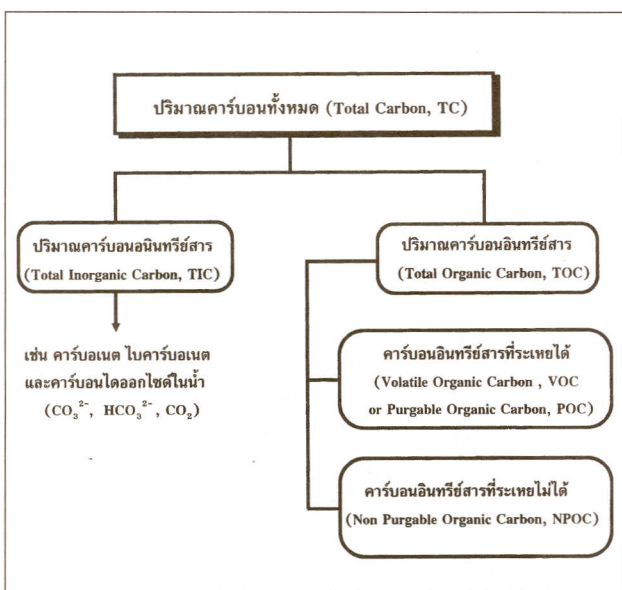 ปริมาณคาร์บอนทั้งหมด (Total Carbon, TC)
ปริมาณคาร์บอนอนินทรีย์สาร
(Total Inorganic Carbon, TIC)
เช่น คาร์บอเนต ไบคาร์บอเนต
และคาร์บอนไดออกไซด์ในน้ำ
(CO₃²⁻, HCO₃²⁻, CO₂)
ปริมาณคาร์บอนอินทรีย์สาร
(Total Organic Carbon, TOC)
คาร์บอนอินทรีย์สารที่ระเหยได้
(Volatile Organic Carbon , VOC
or Purgable Organic Carbon, POC)
คาร์บอนอินทรีย์สารที่ระเหยไม่ได้
(Non Purgable Organic Carbon, NPOC)